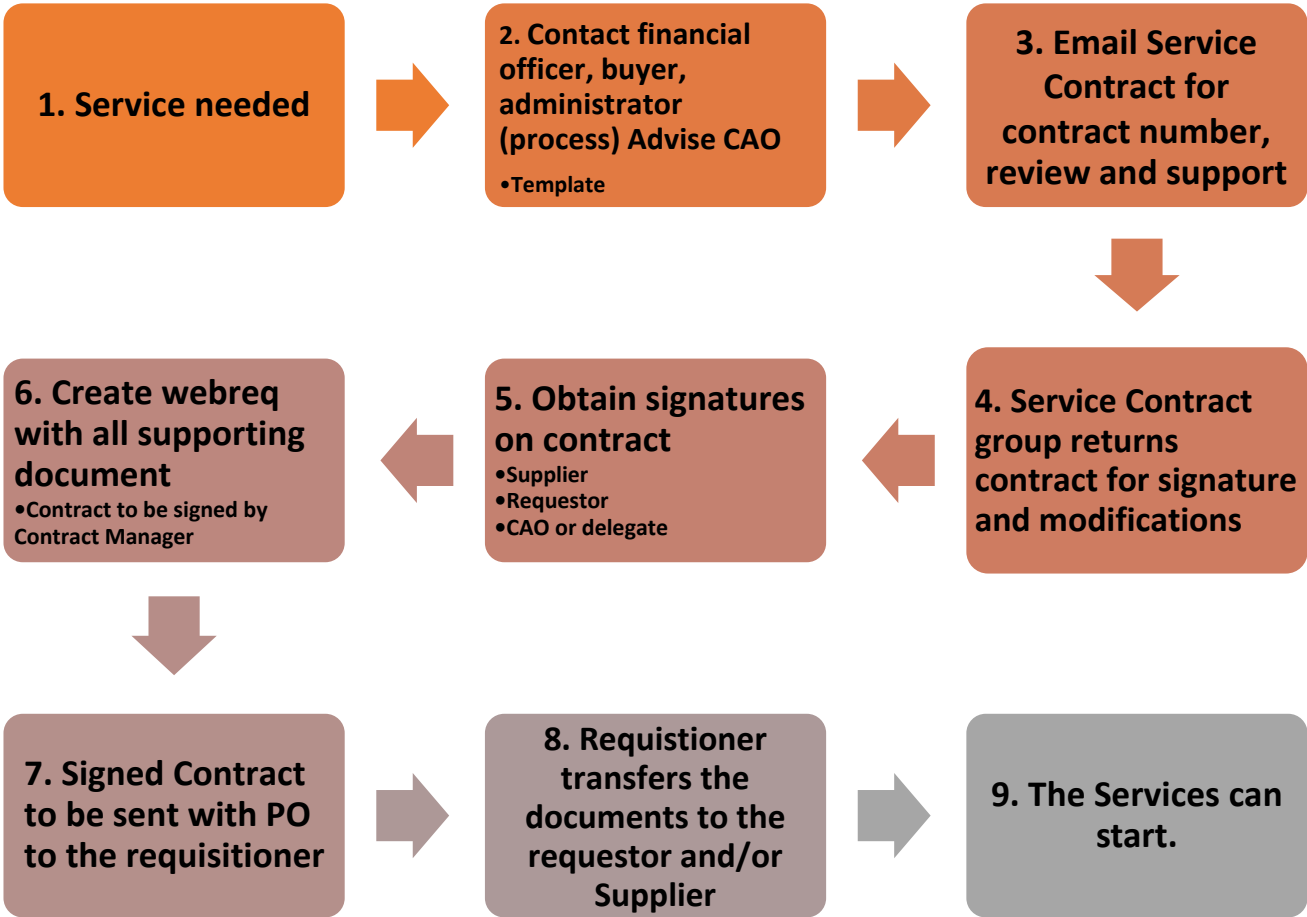 1. Service needed
2. Contact financial
officer, buyer,
administrator
(process) Advise CAO
•Template
3. Email Service
Contract for
contract number,
review and support
4. Service Contract
group returns
contract for signature
and modifications
5. Obtain signatures
on contract
•Supplier
•Requestor
•CAO or delegate
6. Create webreq
with all supporting
document
•Contract to be signed by
Contract Manager
7. Signed Contract
to be sent with PO
to the requisitioner
8. Requistioner
transfers the
documents to the
requestor and/or
Supplier
9. The Services can
start.